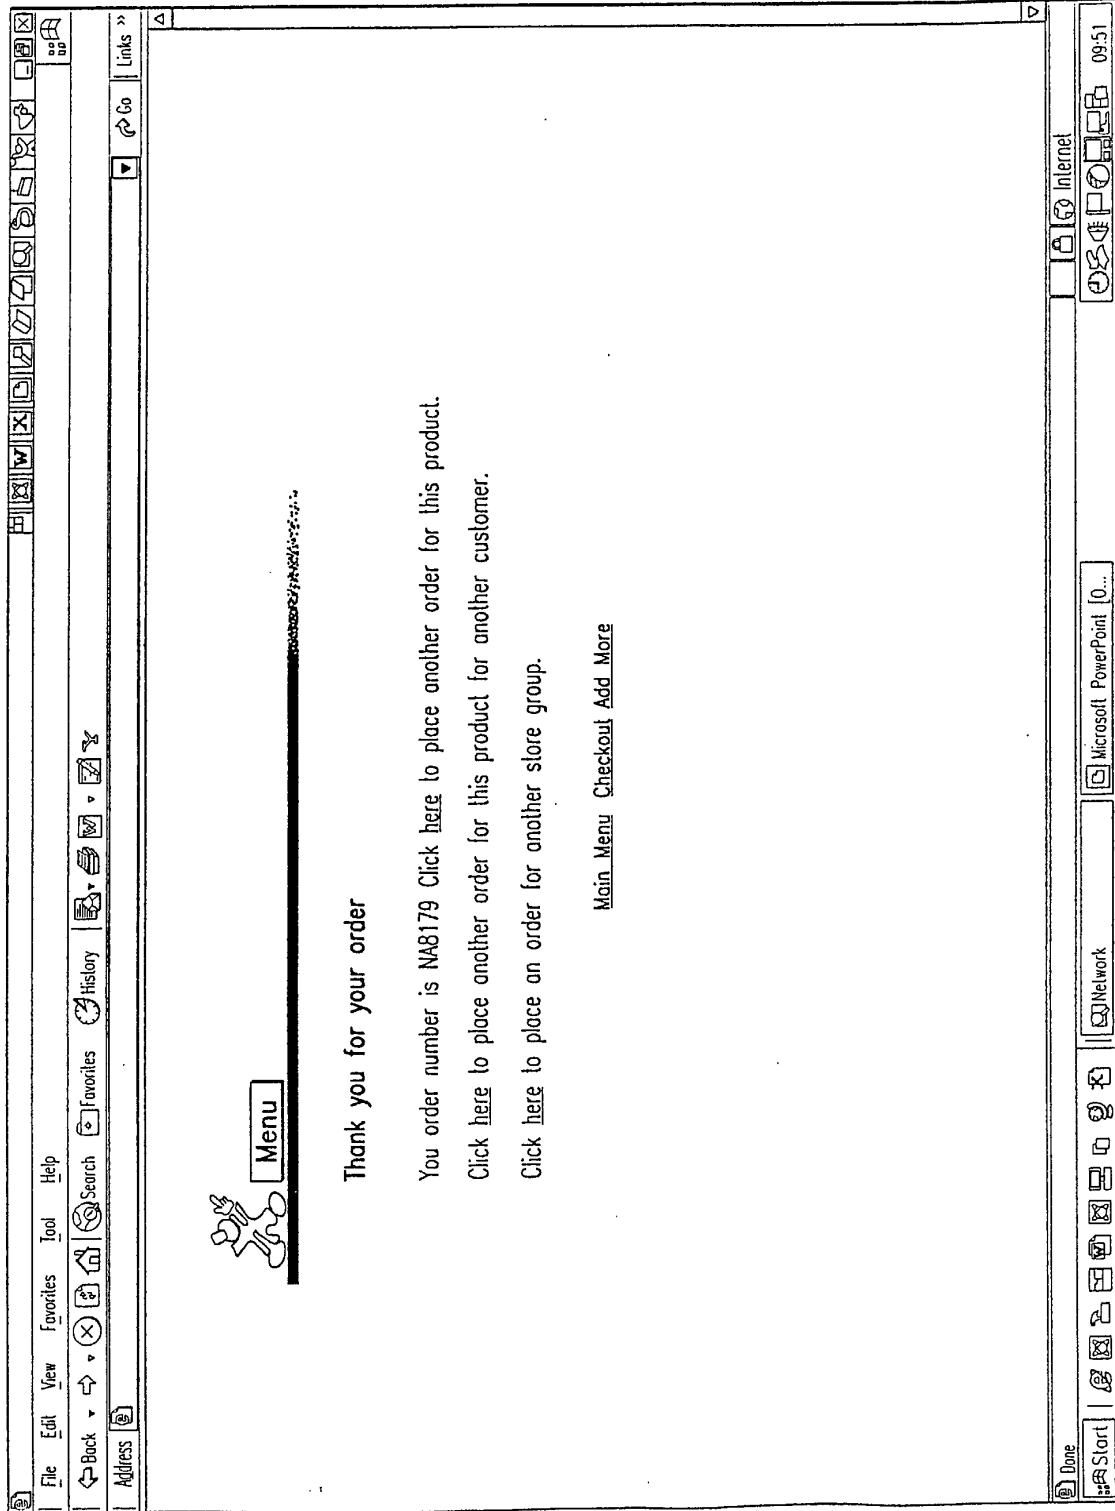 File Edit View Favorites Tool Help
Back Search Favorites History
Address Go Links »
Menu
Thank you for your order
You order number is NA8179 Click here to place another order for this product.
Click here to place another order for this product for another customer.
Click here to place an order for another store group.
Main Menu Checkout Add More
Done Internet
Start Network Microsoft PowerPoint [O... 09:51